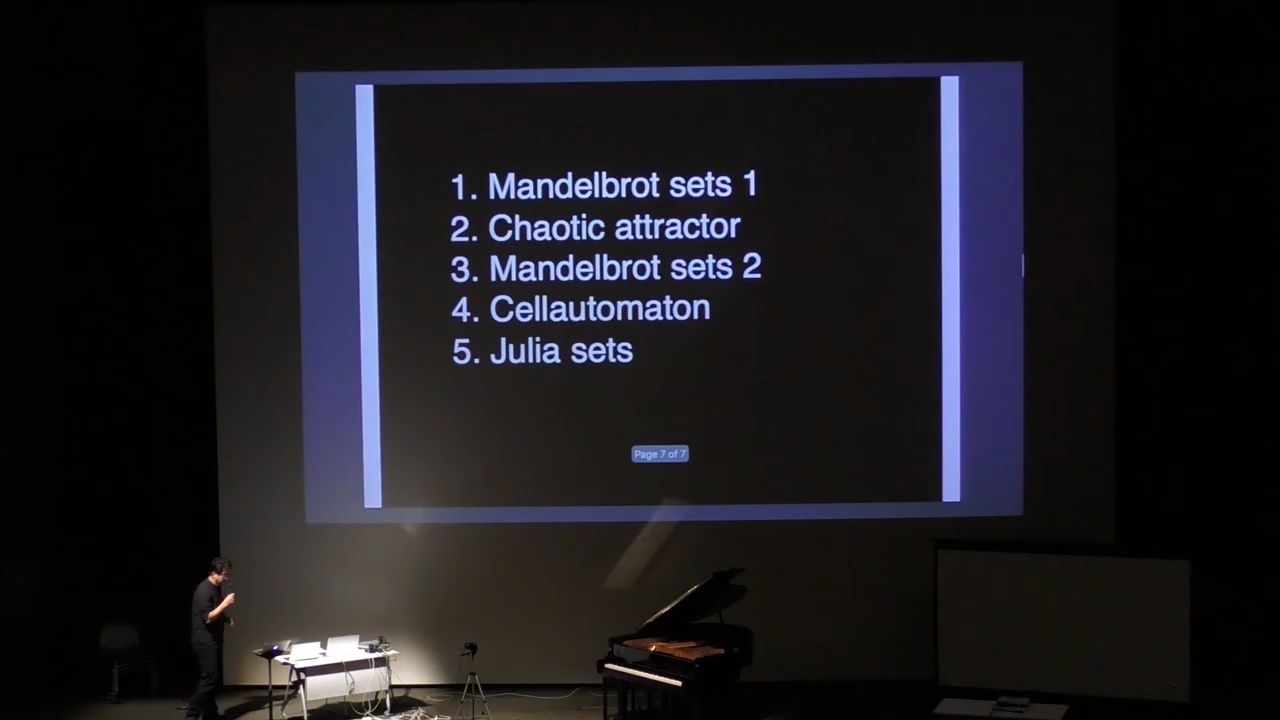 1. Mandelbrot sets 1
2. Chaotic attractor
3. Mandelbrot sets 2
4. Cellautomaton
5. Julia sets
Page 7 of 7